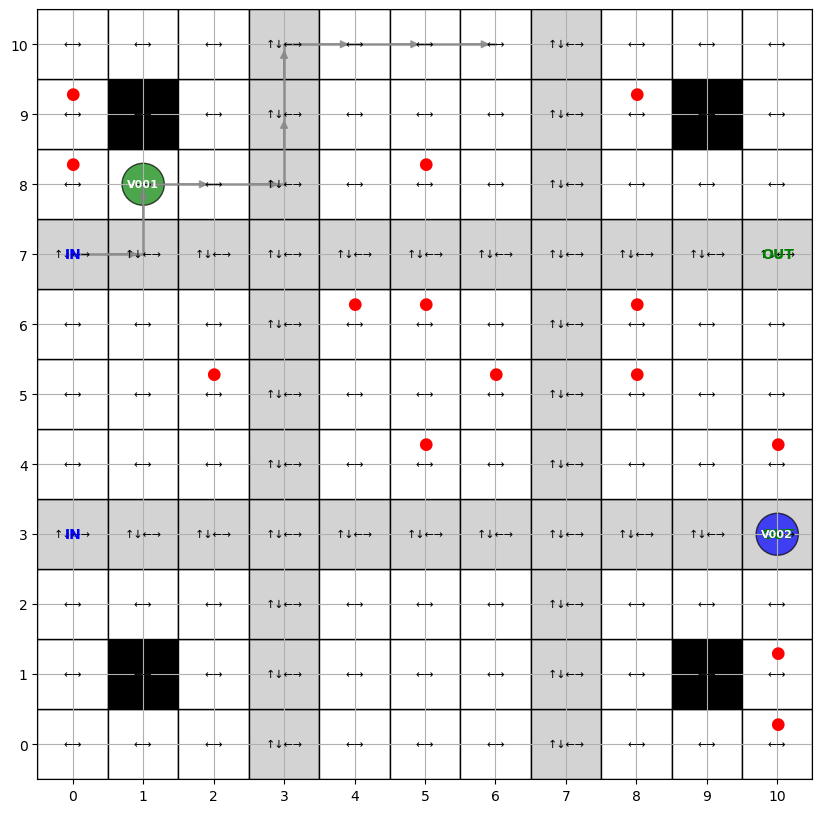 10 ←→ ←→ ←→ ↑↓←→ ←→ ←→ ←→ ↑↓←→ ←→ ←→ ←→
9 ←→ ←→ ↑↓←→ ←→ ←→ ←→ ↑↓←→ ←→ ←→
8 ←→ V001 ←→ ↑↓←→ ←→ ←→ ←→ ↑↓←→ ←→ ←→ ←→
7 IN ↑↓←→ ↑↓←→ ↑↓←→ ↑↓←→ ↑↓←→ ↑↓←→ ↑↓←→ ↑↓←→ ↑↓←→ OUT
6 ←→ ←→ ←→ ↑↓←→ ←→ ←→ ←→ ↑↓←→ ←→ ←→ ←→
5 ←→ ←→ ←→ ↑↓←→ ←→ ←→ ←→ ↑↓←→ ←→ ←→ ←→
4 ←→ ←→ ←→ ↑↓←→ ←→ ←→ ←→ ↑↓←→ ←→ ←→ ←→
3 IN ↑↓←→ ↑↓←→ ↑↓←→ ↑↓←→ ↑↓←→ ↑↓←→ ↑↓←→ ↑↓←→ ↑↓←→ V002
2 ←→ ←→ ←→ ↑↓←→ ←→ ←→ ←→ ↑↓←→ ←→ ←→ ←→
1 ←→ ←→ ↑↓←→ ←→ ←→ ←→ ↑↓←→ ←→ ←→
0 ←→ ←→ ←→ ↑↓←→ ←→ ←→ ←→ ↑↓←→ ←→ ←→ ←→
0 1 2 3 4 5 6 7 8 9 10